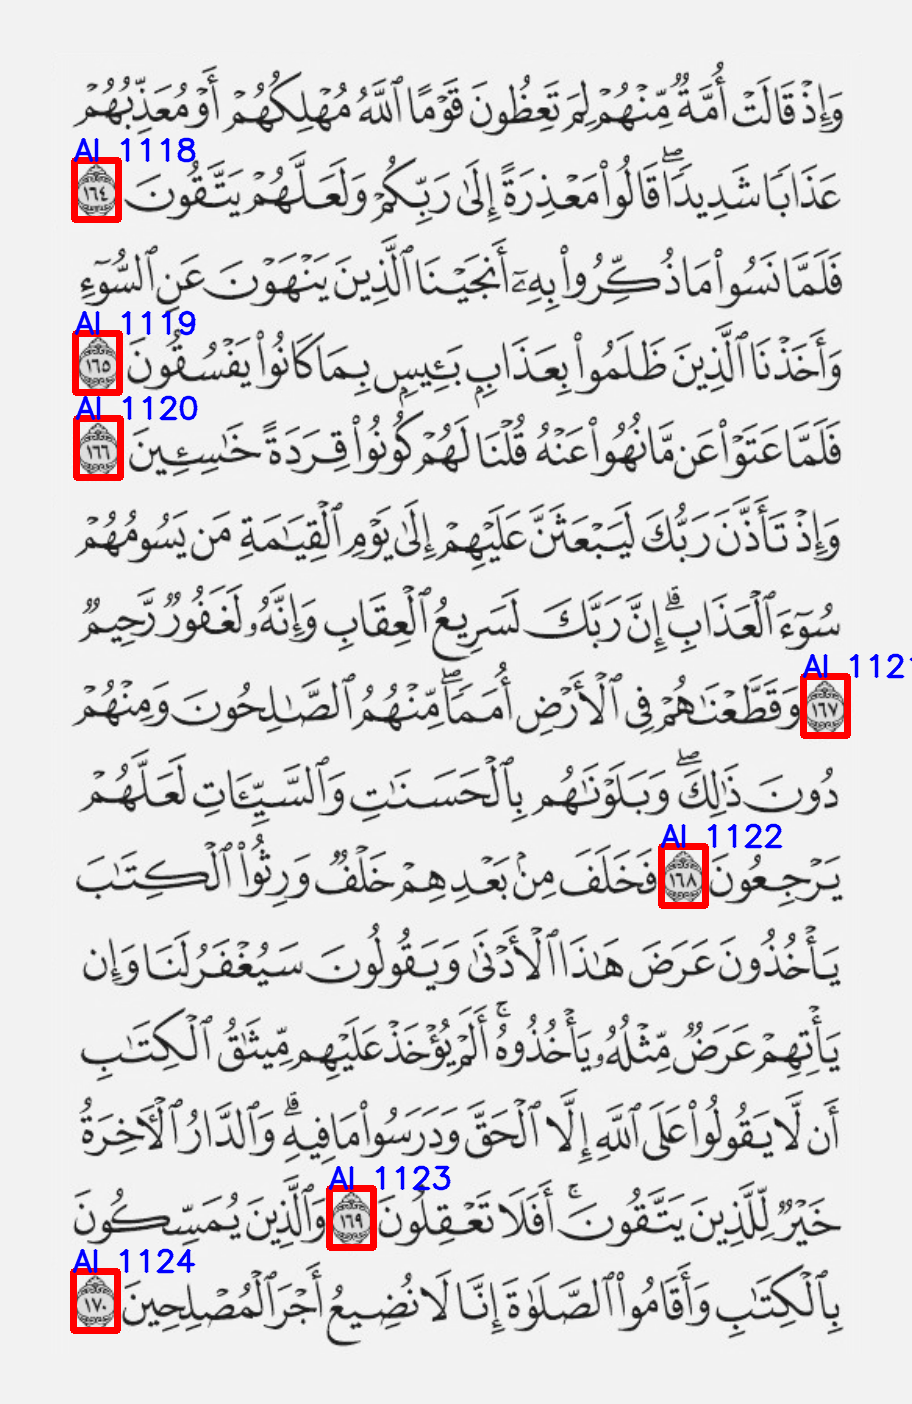 وَإِذْ قَالَتْ أُمَّةٌ مِّنْهُمْ لِمَ تَعِظُونَ قَوْمًا ٱللَّهُ مُهْلِكُهُمْ أَوْ مُعَذِّبُهُمْ
AI 1118
عَذَابًا شَدِيدًاۖ قَالُوا۟ مَعْذِرَةً إِلَىٰ رَبِّكُمْ وَلَعَلَّهُمْ يَتَّقُونَ ١٦٤
فَلَمَّا نَسُوا۟ مَا ذُكِّرُوا۟ بِهِۦٓ أَنجَيْنَا ٱلَّذِينَ يَنْهَوْنَ عَنِ ٱلسُّوٓءِ
AI 1119
وَأَخَذْنَا ٱلَّذِينَ ظَلَمُوا۟ بِعَذَابٍۭ بَـِٔيسٍۭ بِمَا كَانُوا۟ يَفْسُقُونَ ١٦٥
AI 1120
فَلَمَّا عَتَوْا۟ عَن مَّا نُهُوا۟ عَنْهُ قُلْنَا لَهُمْ كُونُوا۟ قِرَدَةً خَـٰسِـِٔينَ ١٦٦
وَإِذْ تَأَذَّنَ رَبُّكَ لَيَبْعَثَنَّ عَلَيْهِمْ إِلَىٰ يَوْمِ ٱلْقِيَـٰمَةِ مَن يَسُومُهُمْ
سُوٓءَ ٱلْعَذَابِۗ إِنَّ رَبَّكَ لَسَرِيعُ ٱلْعِقَابِ وَإِنَّهُۥ لَغَفُورٌ رَّحِيمٌ
AI 1121
١٦٧ وَقَطَّعْنَـٰهُمْ فِى ٱلْأَرْضِ أُمَمًاۖ مِّنْهُمُ ٱلصَّـٰلِحُونَ وَمِنْهُمْ
دُونَ ذَٰلِكَۖ وَبَلَوْنَـٰهُم بِٱلْحَسَنَـٰتِ وَٱلسَّيِّـَٔاتِ لَعَلَّهُمْ
AI 1122
يَرْجِعُونَ ١٦٨ فَخَلَفَ مِنۢ بَعْدِهِمْ خَلْفٌ وَرِثُوا۟ ٱلْكِتَـٰبَ
يَأْخُذُونَ عَرَضَ هَـٰذَا ٱلْأَدْنَىٰ وَيَقُولُونَ سَيُغْفَرُ لَنَا وَإِن
يَأْتِهِمْ عَرَضٌ مِّثْلُهُۥ يَأْخُذُوهُۚ أَلَمْ يُؤْخَذْ عَلَيْهِم مِّيثَـٰقُ ٱلْكِتَـٰبِ
أَن لَّا يَقُولُوا۟ عَلَى ٱللَّهِ إِلَّا ٱلْحَقَّ وَدَرَسُوا۟ مَا فِيهِۗ وَٱلدَّارُ ٱلْـَٔاخِرَةُ
AI 1123
خَيْرٌ لِّلَّذِينَ يَتَّقُونَۚ أَفَلَا تَعْقِلُونَ ١٦٩ وَٱلَّذِينَ يُمَسِّكُونَ
AI 1124
بِٱلْكِتَـٰبِ وَأَقَامُوا۟ ٱلصَّلَوٰةَ إِنَّا لَا نُضِيعُ أَجْرَ ٱلْمُصْلِحِينَ ١٧٠